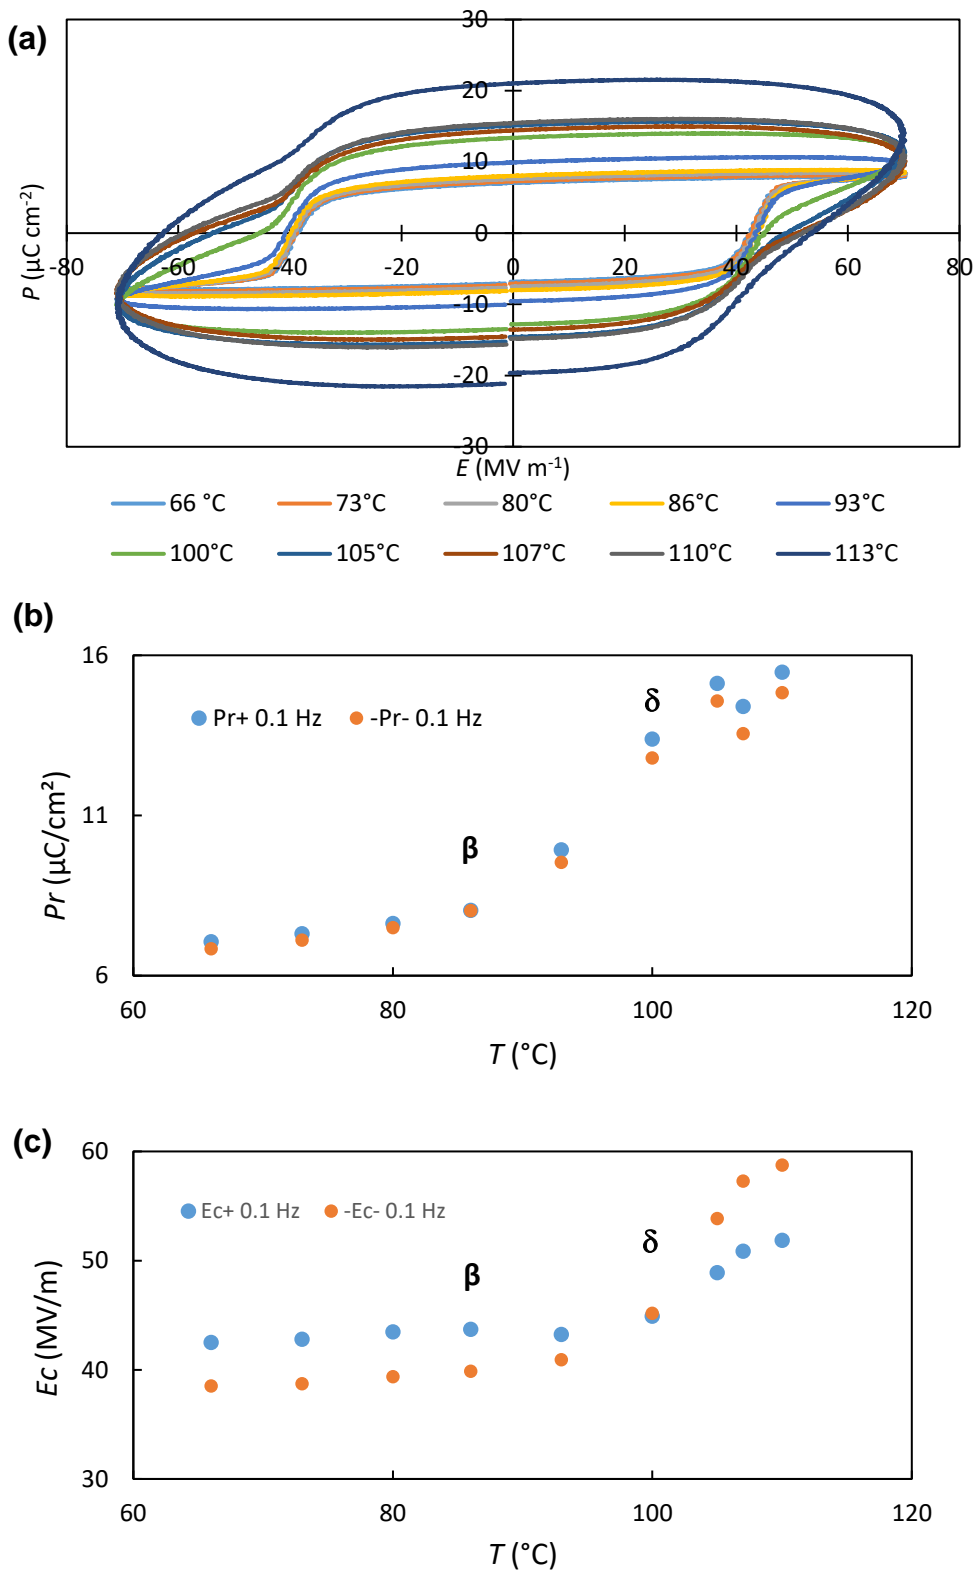 (a)
30
20
10
0
-10
-20
-30
-80 -60 -40 -20 0 20 40 60 80
P (µC cm-2)
E (MV m-1)
66 °C 73°C 80°C 86°C 93°C
100°C 105°C 107°C 110°C 113°C
(b)
16
11
6
Pr+ 0.1 Hz -Pr- 0.1 Hz
δ
β
Pr (µC/cm²)
60 80 100 120
T (°C)
(c)
60
50
40
30
Ec+ 0.1 Hz -Ec- 0.1 Hz
δ
β
Ec (MV/m)
60 80 100 120
T (°C)